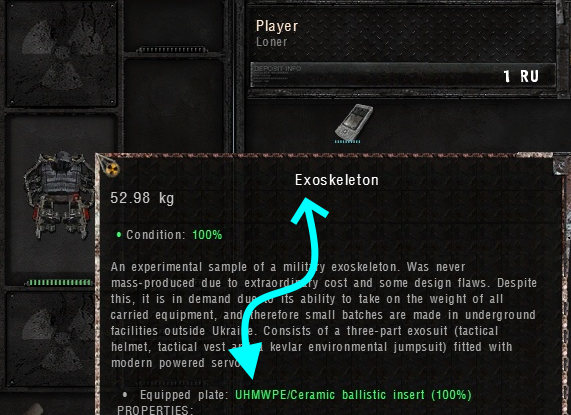 Player
Loner
DEPOSIT INFO
1 RU
Exoskeleton
52.98 kg
• Condition: 100%
An experimental sample of a military exoskeleton. Was never
mass-produced due to extraordinary cost and some design flaws. Despite
this, it is in demand due to its ability to take on the weight of all
carried equipment, and therefore small batches are made in underground
facilities outside Ukraine. Consists of a three-part exosuit (tactical
helmet, tactical vest and a kevlar environmental jumpsuit) fitted with
modern powered servo
• Equipped plate: UHMWPE/Ceramic ballistic insert (100%)
PROPERTIES: